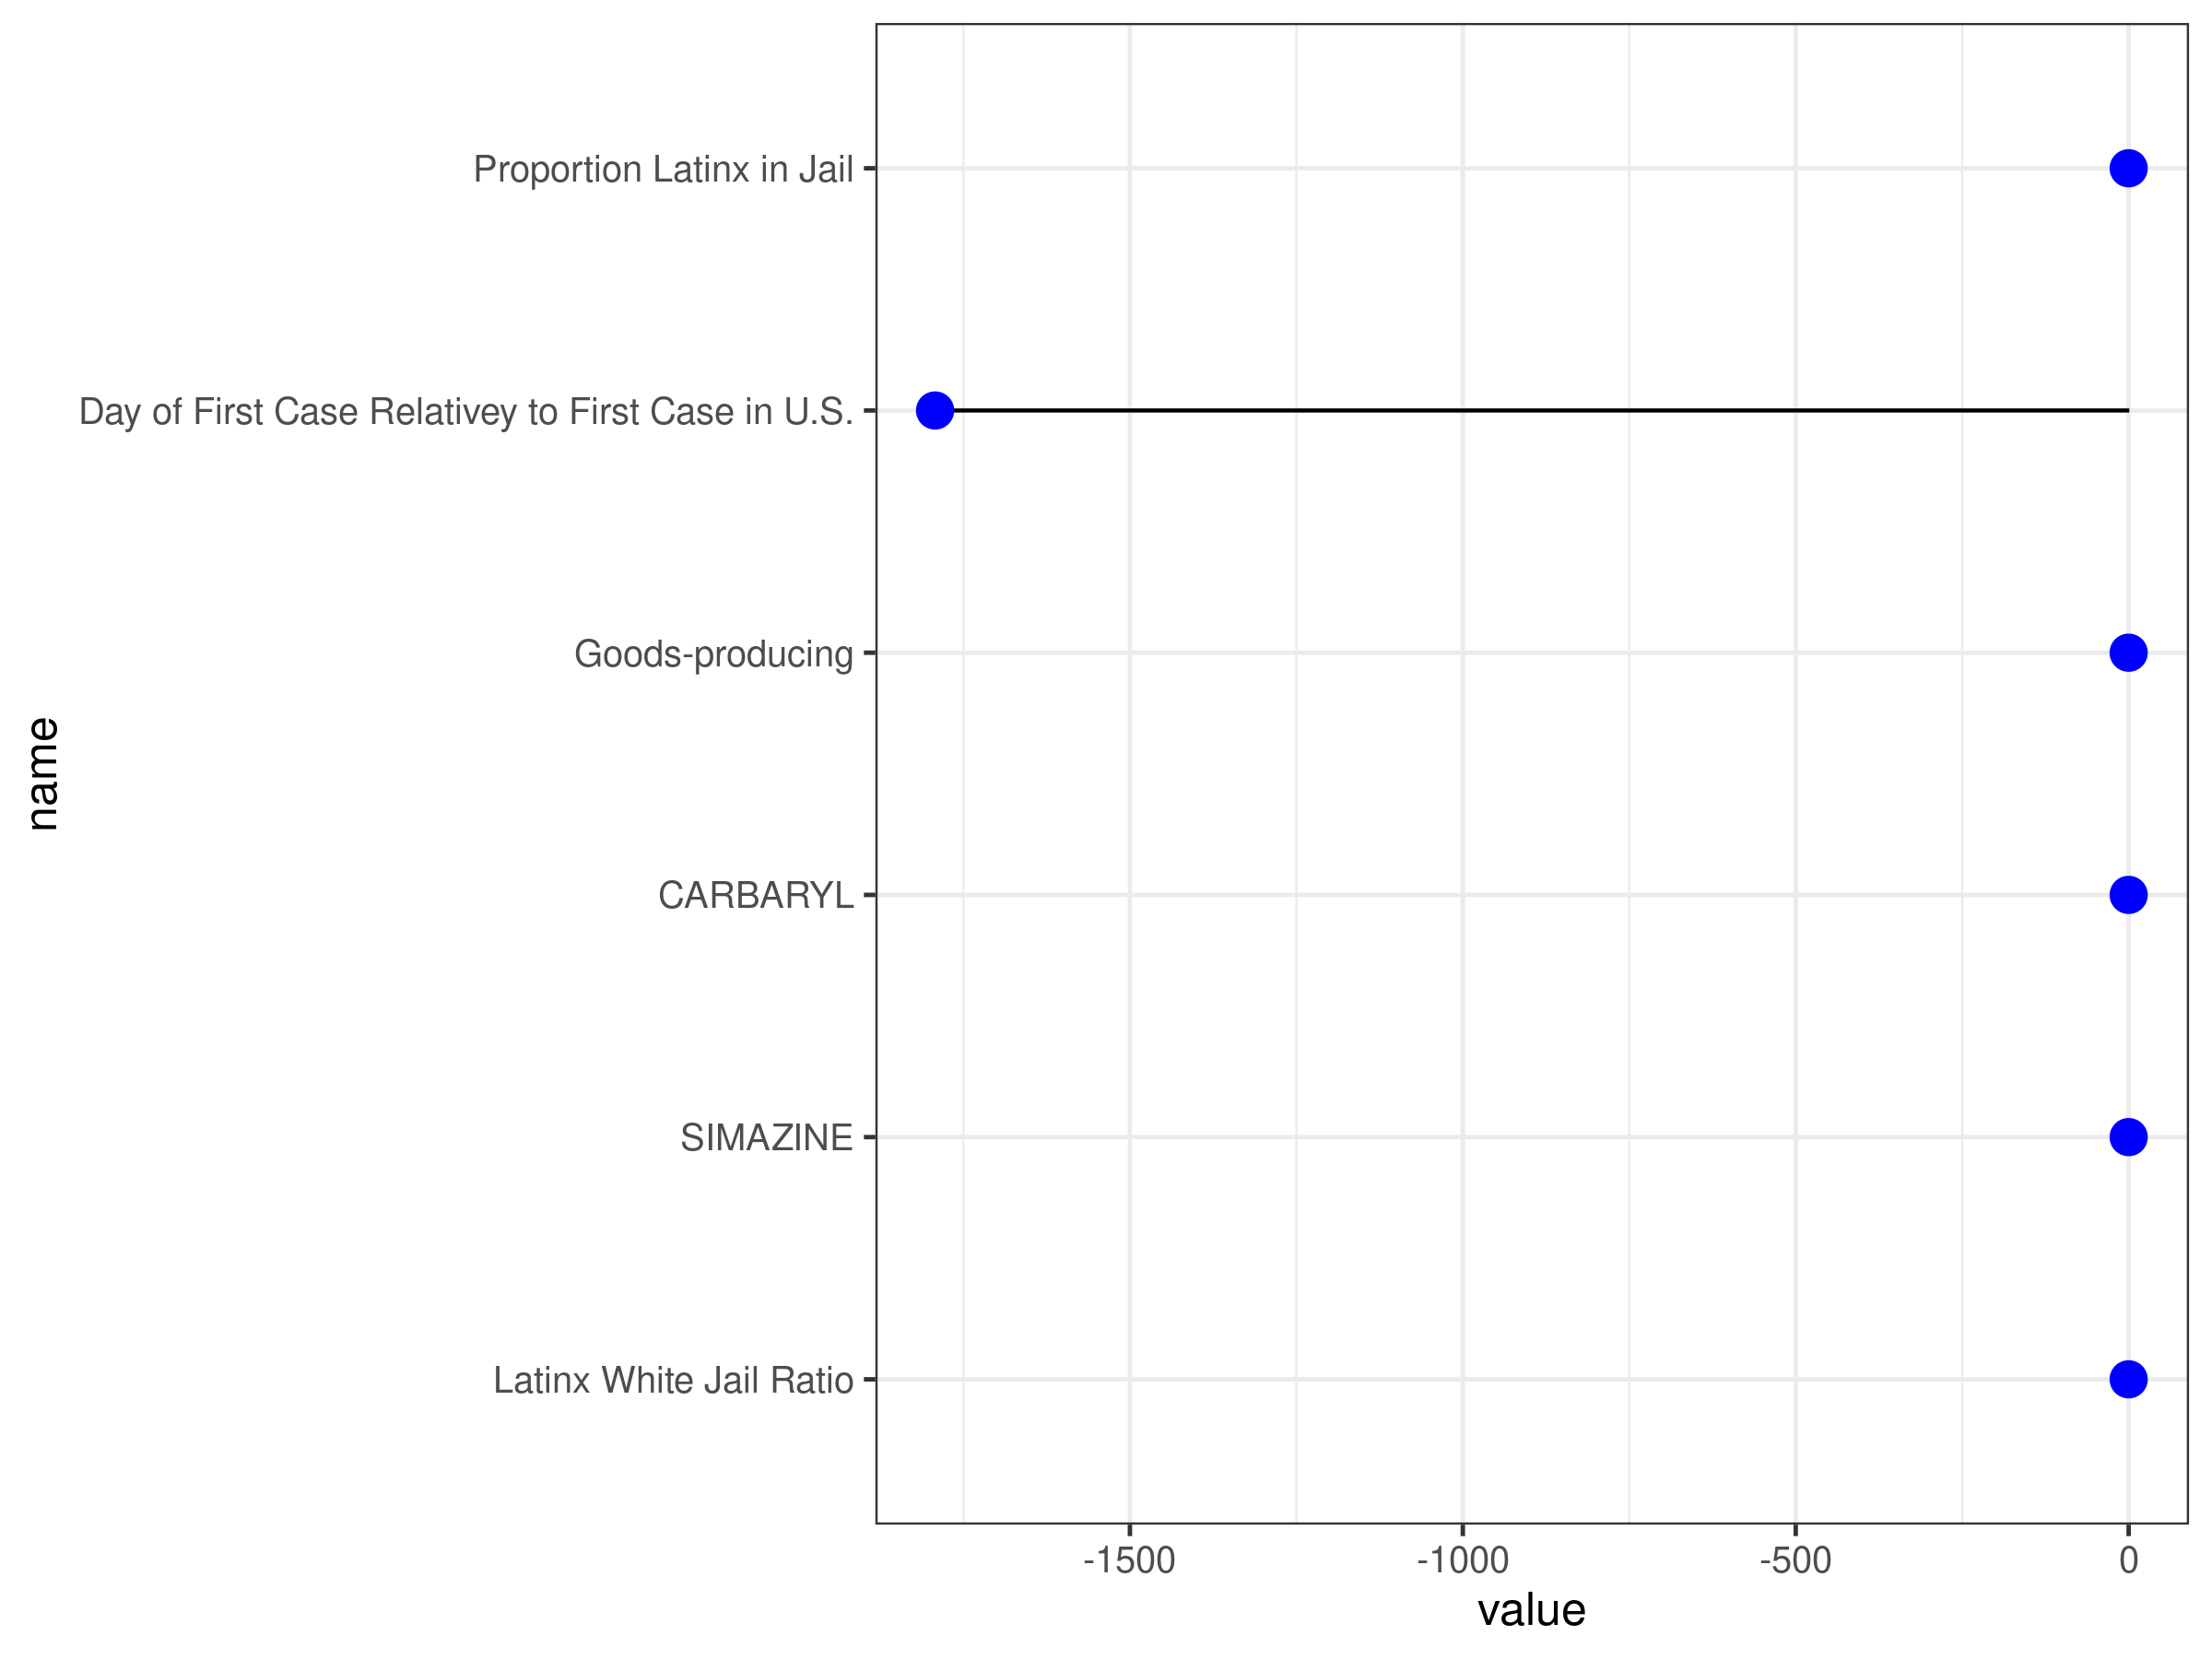 Proportion Latinx in Jail
Day of First Case Relativey to First Case in U.S.
Goods-producing
CARBARYL
SIMAZINE
Latinx White Jail Ratio
name
-1500
-1000
-500
0
value